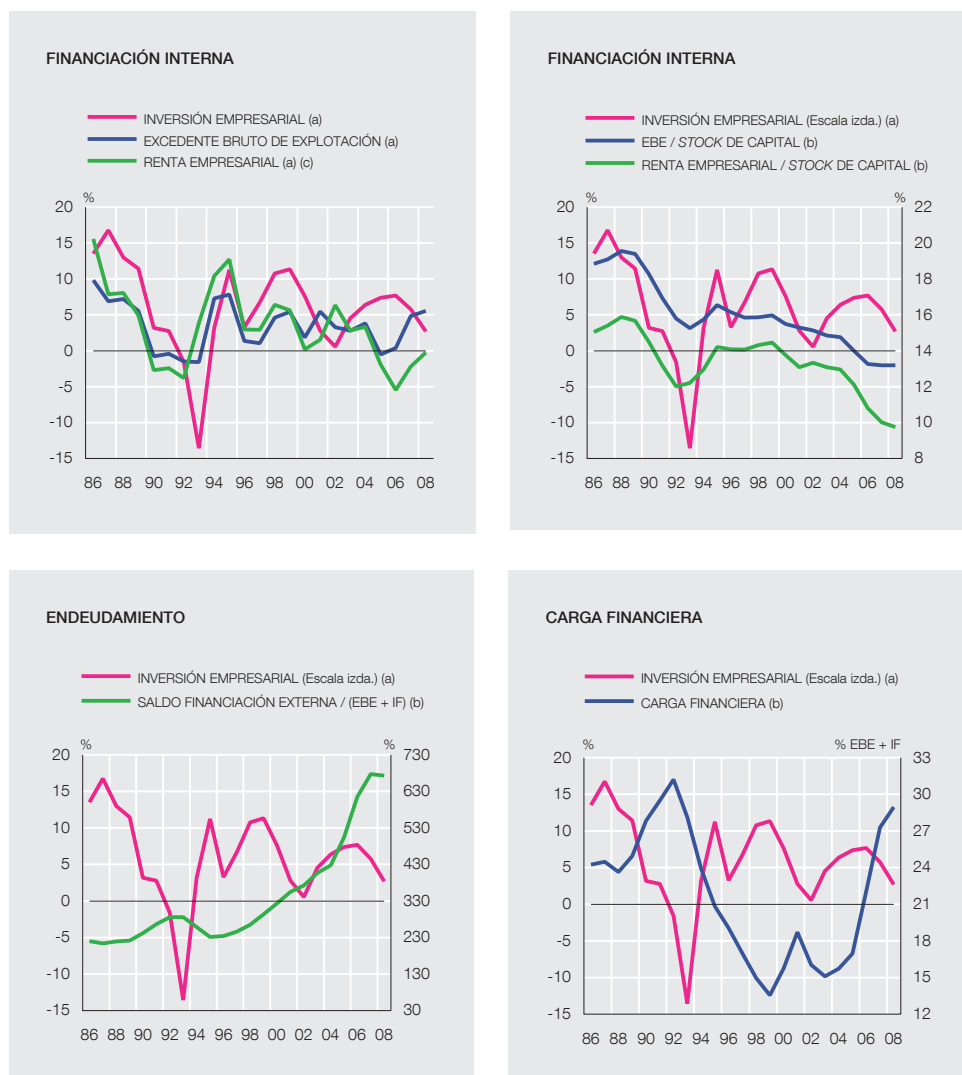 FINANCIACIÓN INTERNA
INVERSIÓN EMPRESARIAL (a)
EXCEDENTE BRUTO DE EXPLOTACIÓN (a)
RENTA EMPRESARIAL (a) (c)
%
20
15
10
5
0
-5
-10
-15
86 88 90 92 94 96 98 00 02 04 06 08
FINANCIACIÓN INTERNA
INVERSIÓN EMPRESARIAL (Escala izda.) (a)
EBE / STOCK DE CAPITAL (b)
RENTA EMPRESARIAL / STOCK DE CAPITAL (b)
% %
20 22
15 20
10 18
5 16
0 14
-5 12
-10 10
-15 8
86 88 90 92 94 96 98 00 02 04 06 08
ENDEUDAMIENTO
INVERSIÓN EMPRESARIAL (Escala izda.) (a)
SALDO FINANCIACIÓN EXTERNA / (EBE + IF) (b)
% %
20 730
15 630
10 530
5 430
0 330
-5 230
-10 130
-15 30
86 88 90 92 94 96 98 00 02 04 06 08
CARGA FINANCIERA
INVERSIÓN EMPRESARIAL (Escala izda.) (a)
CARGA FINANCIERA (b)
% % EBE + IF
20 33
15 30
10 27
5 24
0 21
-5 18
-10 15
-15 12
86 88 90 92 94 96 98 00 02 04 06 08